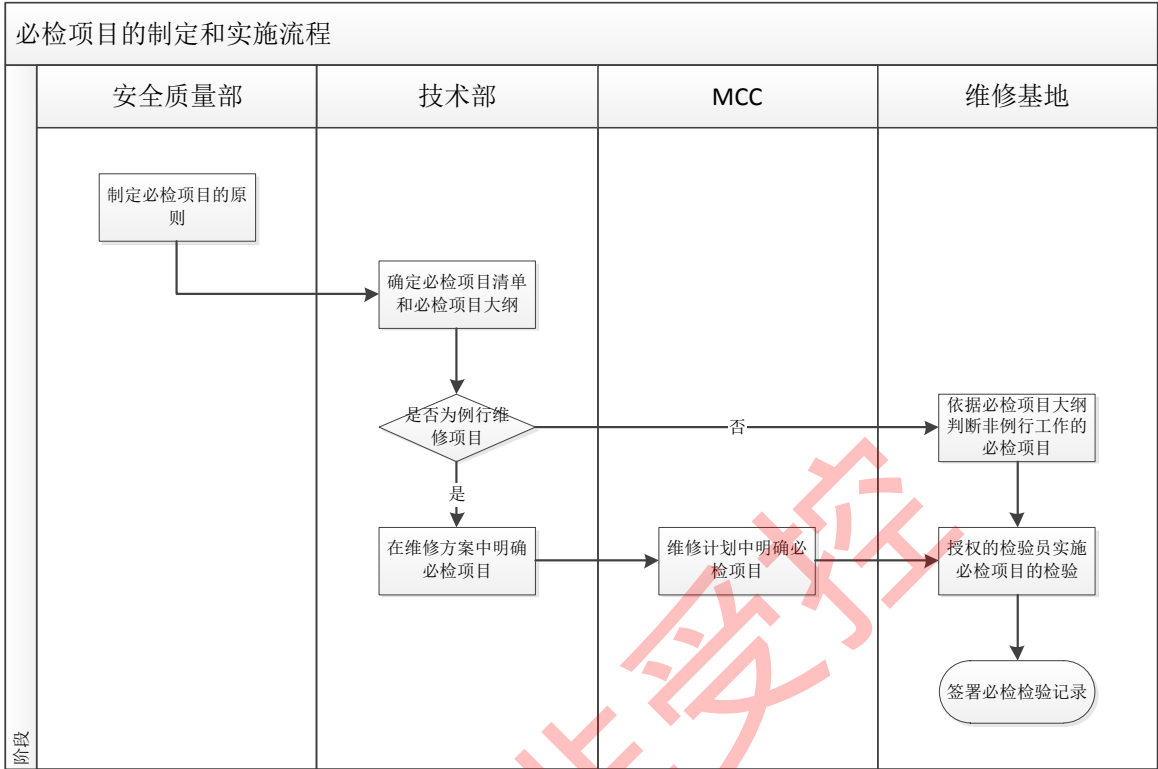 必检项目的制定和实施流程
安全质量部
技术部
MCC
维修基地
制定必检项目的原
则
确定必检项目清单
和必检项目大纲
是否为例行维
修项目
否
依据必检项目大纲
判断非例行工作的
必检项目
是
在维修方案中明确
必检项目
维修计划中明确必
检项目
授权的检验员实施
必检项目的检验
签署必检检验记录
阶段
非受控